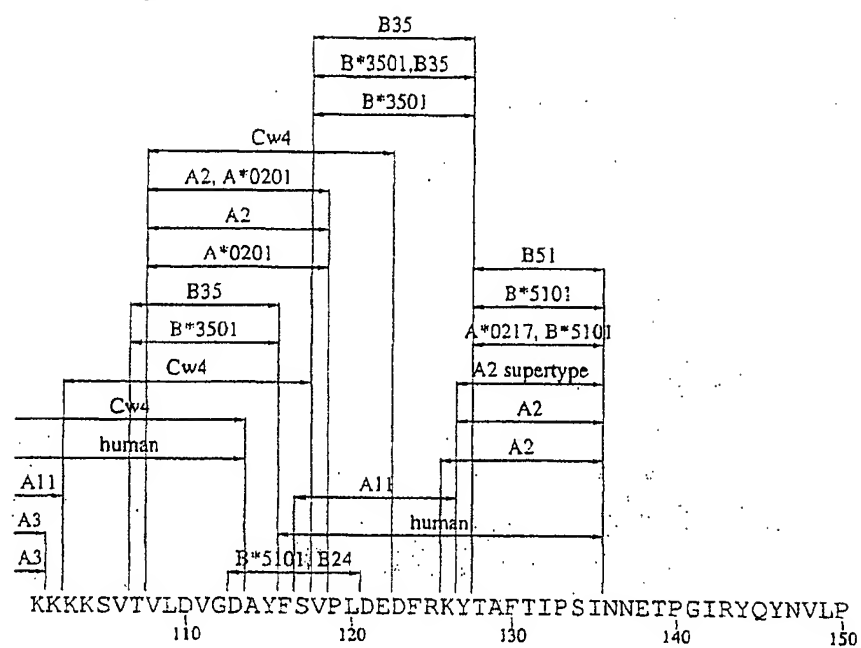 B35
B*3501,B35
B*3501
Cw4
A2, A*0201
A2
A*0201
B51
B35
B*5101
B*3501
A*0217, B*5101
Cw4
A2 supertype
Cw4
A2
human
A2
A11
A11
A3
human
A3
B*5101, B24
KKKKKSVTVLDVGDAYFSVPLDEDFRKYTAFTIPSINNETPGIRYQYNVLP
110 120 130 140 150